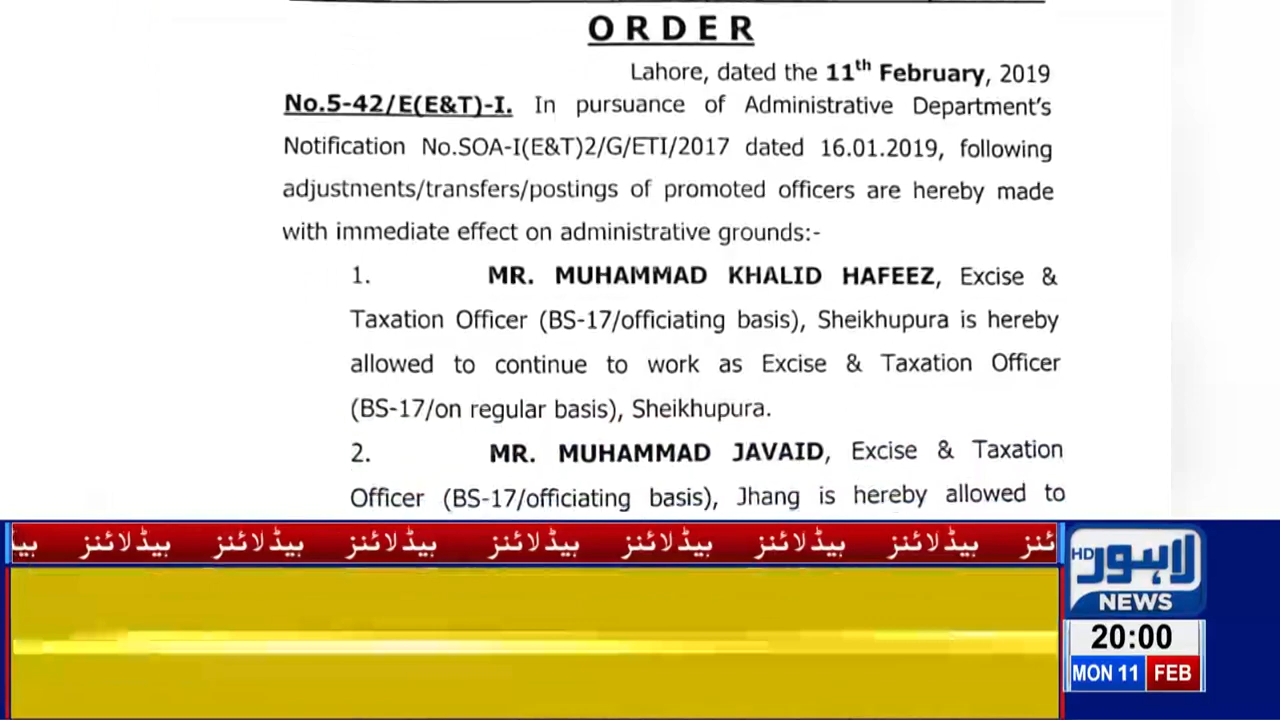 ORDER
Lahore, dated the 11th February, 2019
No.5-42/E(E&T)-I. In pursuance of Administrative Department's
Notification No.SOA-I(E&T)2/G/ETI/2017 dated 16.01.2019, following
adjustments/transfers/postings of promoted officers are hereby made
with immediate effect on administrative grounds:-
1. MR. MUHAMMAD KHALID HAFEEZ, Excise &
Taxation Officer (BS-17/officiating basis), Sheikhupura is hereby
allowed to continue to work as Excise & Taxation Officer
(BS-17/on regular basis), Sheikhupura.
2. MR. MUHAMMAD JAVAID, Excise & Taxation
Officer (BS-17/officiating basis), Jhang is hereby allowed to
ئنز ہیڈلائنز ہیڈلائنز ہیڈلائنز ہیڈلائنز ہیڈلائنز ہیڈلائنز ہیڈلائنز ہیڈ
لاہور HD
NEWS
20:00
MON 11 FEB